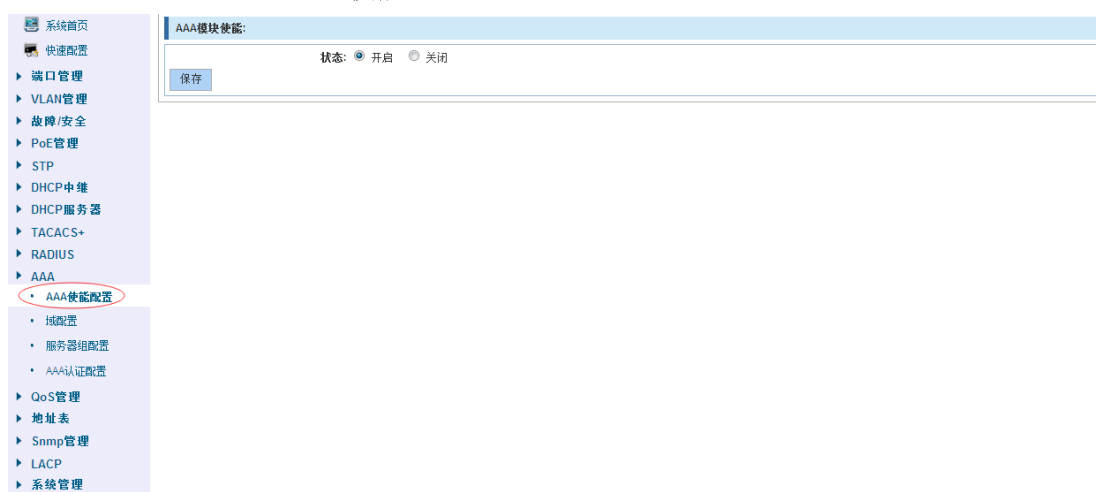 系统首页
快速配置
端口管理
VLAN管理
故障/安全
PoE管理
STP
DHCP中继
DHCP服务器
TACACS+
RADIUS
AAA
AAA使能配置
域配置
服务器组配置
AAA认证配置
QoS管理
地址表
Snmp管理
LACP
系统管理
AAA模块使能:
状态: 开启 关闭
保存